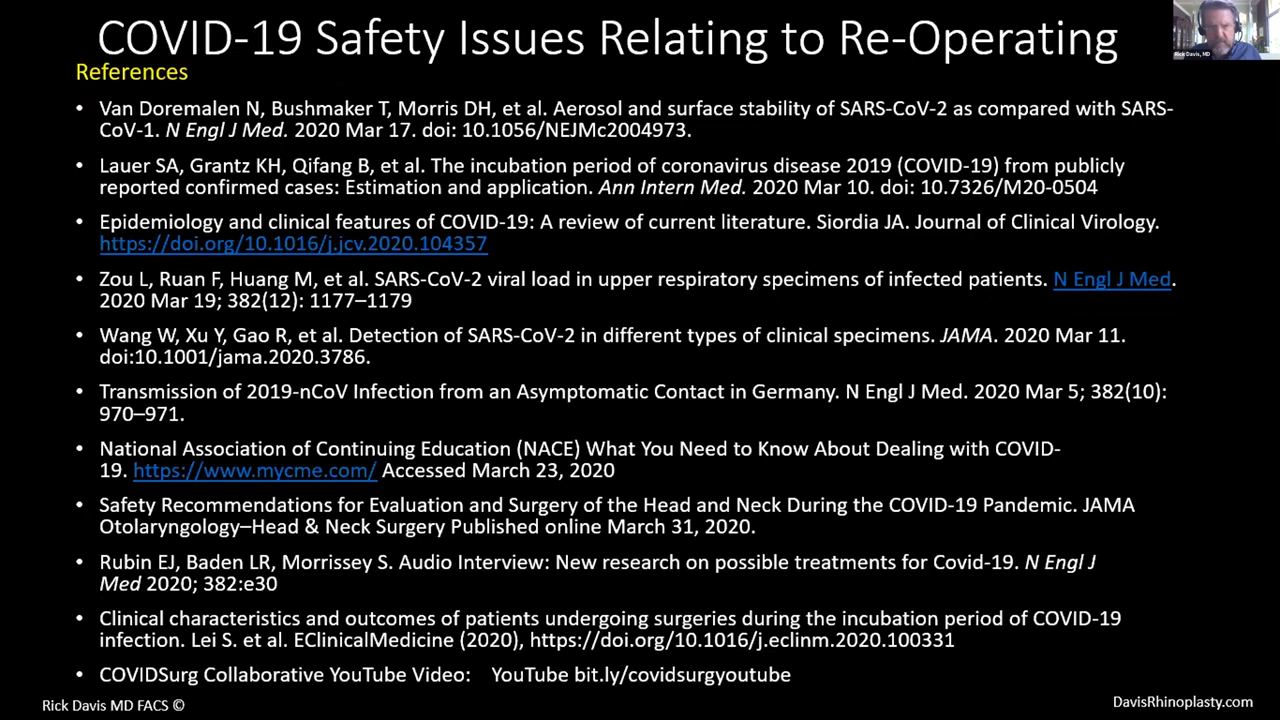 COVID-19 Safety Issues Relating to Re-Operating
Rick Davis, MD
References
• Van Doremalen N, Bushmaker T, Morris DH, et al. Aerosol and surface stability of SARS-CoV-2 as compared with SARS-
CoV-1. N Engl J Med. 2020 Mar 17. doi: 10.1056/NEJMc2004973.
• Lauer SA, Grantz KH, Qifang B, et al. The incubation period of coronavirus disease 2019 (COVID-19) from publicly
reported confirmed cases: Estimation and application. Ann Intern Med. 2020 Mar 10. doi: 10.7326/M20-0504
• Epidemiology and clinical features of COVID-19: A review of current literature. Siordia JA. Journal of Clinical Virology.
https://doi.org/10.1016/j.jcv.2020.104357
• Zou L, Ruan F, Huang M, et al. SARS-CoV-2 viral load in upper respiratory specimens of infected patients. N Engl J Med.
2020 Mar 19; 382(12): 1177–1179
• Wang W, Xu Y, Gao R, et al. Detection of SARS-CoV-2 in different types of clinical specimens. JAMA. 2020 Mar 11.
doi:10.1001/jama.2020.3786.
• Transmission of 2019-nCoV Infection from an Asymptomatic Contact in Germany. N Engl J Med. 2020 Mar 5; 382(10):
970–971.
• National Association of Continuing Education (NACE) What You Need to Know About Dealing with COVID-
19. https://www.mycme.com/ Accessed March 23, 2020
• Safety Recommendations for Evaluation and Surgery of the Head and Neck During the COVID-19 Pandemic. JAMA
Otolaryngology–Head & Neck Surgery Published online March 31, 2020.
• Rubin EJ, Baden LR, Morrissey S. Audio Interview: New research on possible treatments for Covid-19. N Engl J
Med 2020; 382:e30
• Clinical characteristics and outcomes of patients undergoing surgeries during the incubation period of COVID-19
infection. Lei S. et al. EClinicalMedicine (2020), https://doi.org/10.1016/j.eclinm.2020.100331
• COVIDSurg Collaborative YouTube Video: YouTube bit.ly/covidsurgyoutube
Rick Davis MD FACS ©
DavisRhinoplasty.com